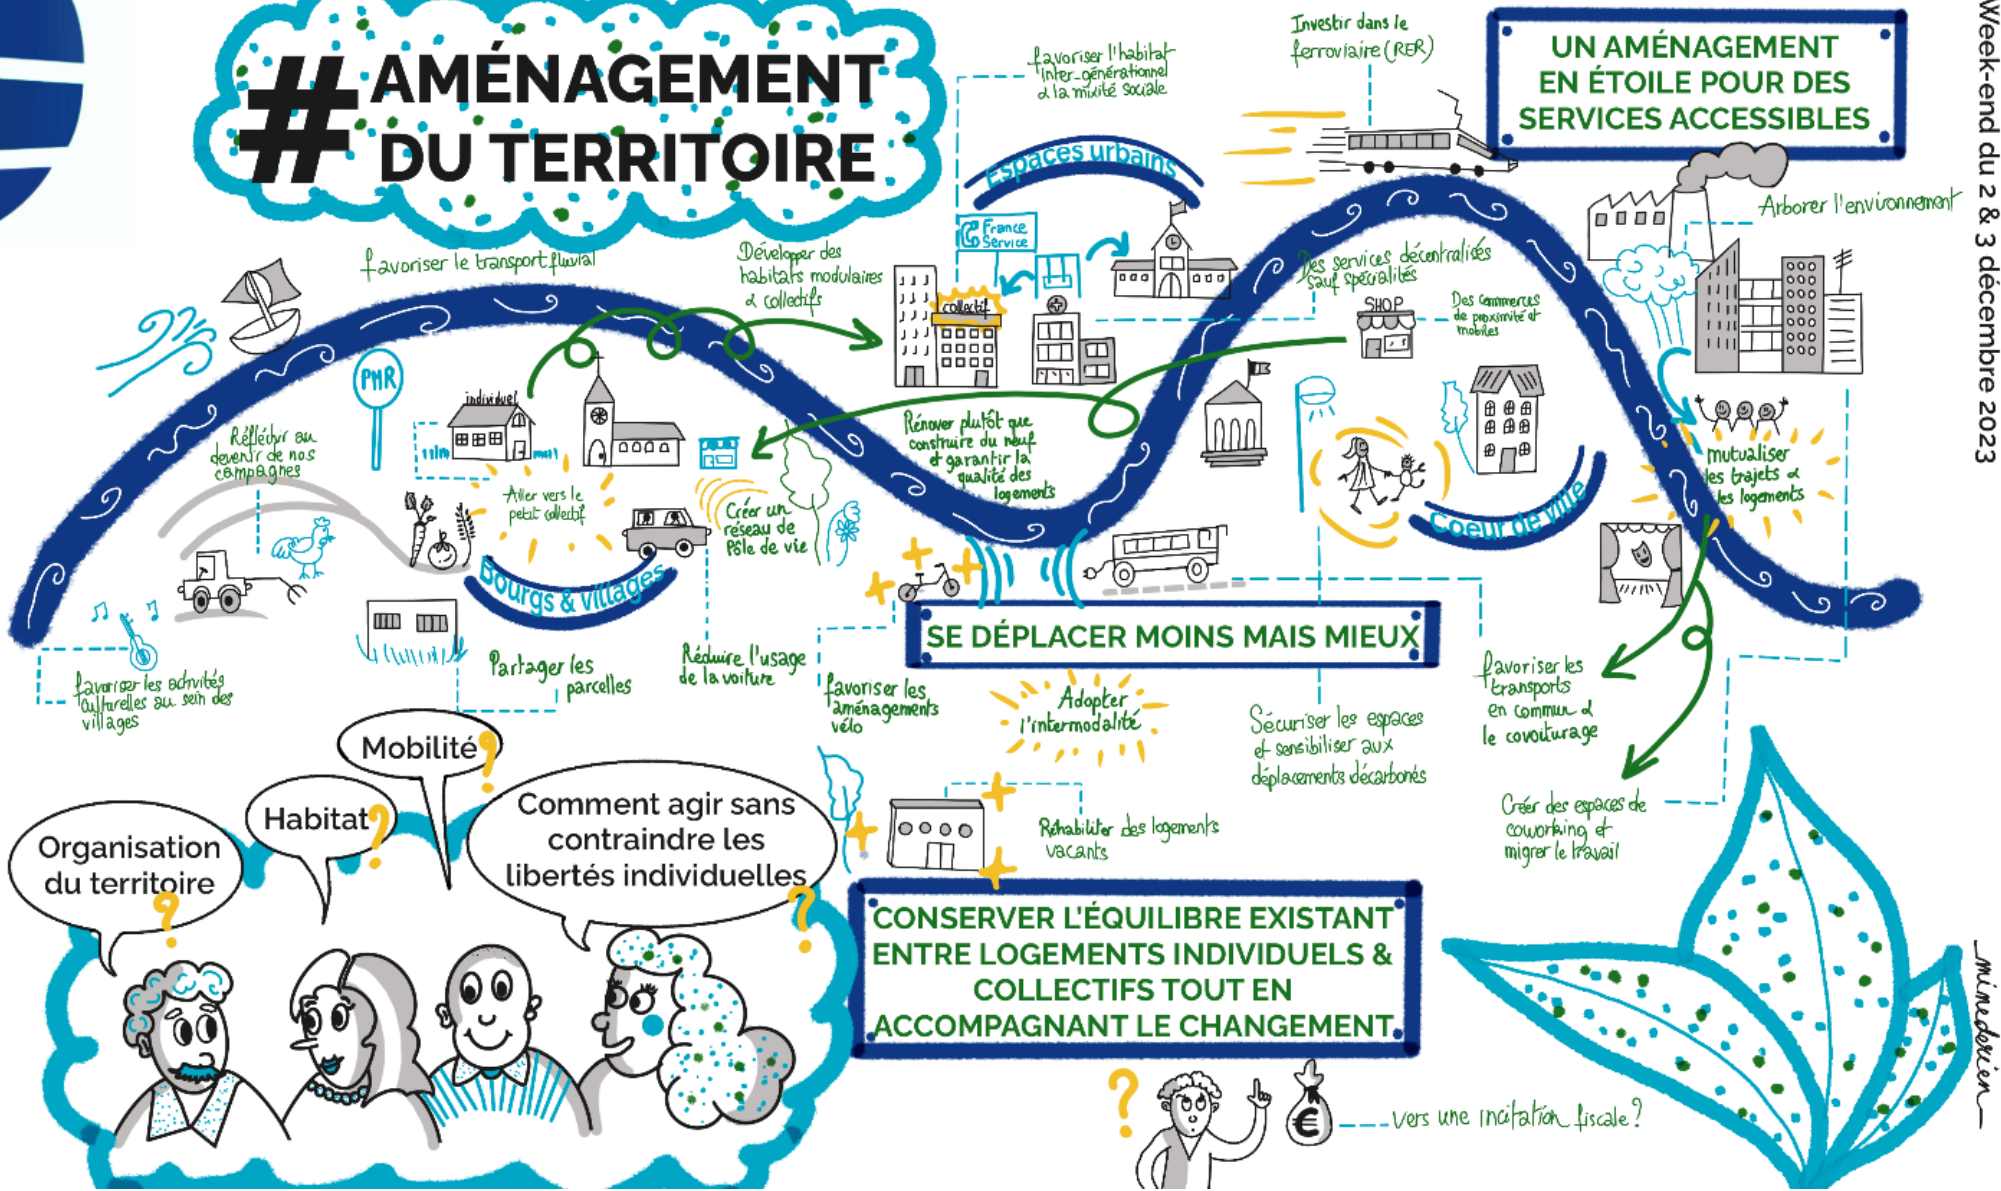 #AMÉNAGEMENT
DU TERRITOIRE
favoriser l'habitat
inter-générationnel
& la mixité sociale
Investir dans le
ferroviaire (RER)
UN AMÉNAGEMENT
EN ÉTOILE POUR DES
SERVICES ACCESSIBLES
Week-end du 2 & 3 décembre 2023
Espaces urbains
Arborer l'environnement
France
Service
favoriser le transport fluvial
Développer des
habitats modulaires
& collectifs
Des services décentralisés
sauf spécialités
collectif
SHOP
Des commerces
de proximité et
mobiles
PMR
individuel
Réfléchir au
devenir de nos
campagnes
Rénover plutôt que
construire du neuf
et garantir la
qualité des
logements
mutualiser
les trajets &
les logements
Aller vers le
petit collectif
Créer un
réseau de
Pôle de vie
Coeur de ville
Bourgs & villages
SE DÉPLACER MOINS MAIS MIEUX
favoriser les activités
culturelles au sein des
villages
Partager les
parcelles
Réduire l'usage
de la voiture
favoriser les
aménagements
vélo
Adopter
l'intermodalité
Sécuriser les espaces
et sensibiliser aux
déplacements décarbonés
favoriser les
transports
en commun &
le covoiturage
Créer des espaces de
coworking et
migrer le travail
Réhabiliter des logements
vacants
Organisation
du territoire
?
Habitat?
Mobilité?
Comment agir sans
contraindre les
libertés individuelles
?
CONSERVER L'ÉQUILIBRE EXISTANT
ENTRE LOGEMENTS INDIVIDUELS &
COLLECTIFS TOUT EN
ACCOMPAGNANT LE CHANGEMENT
?
€
vers une incitation fiscale?
minederien